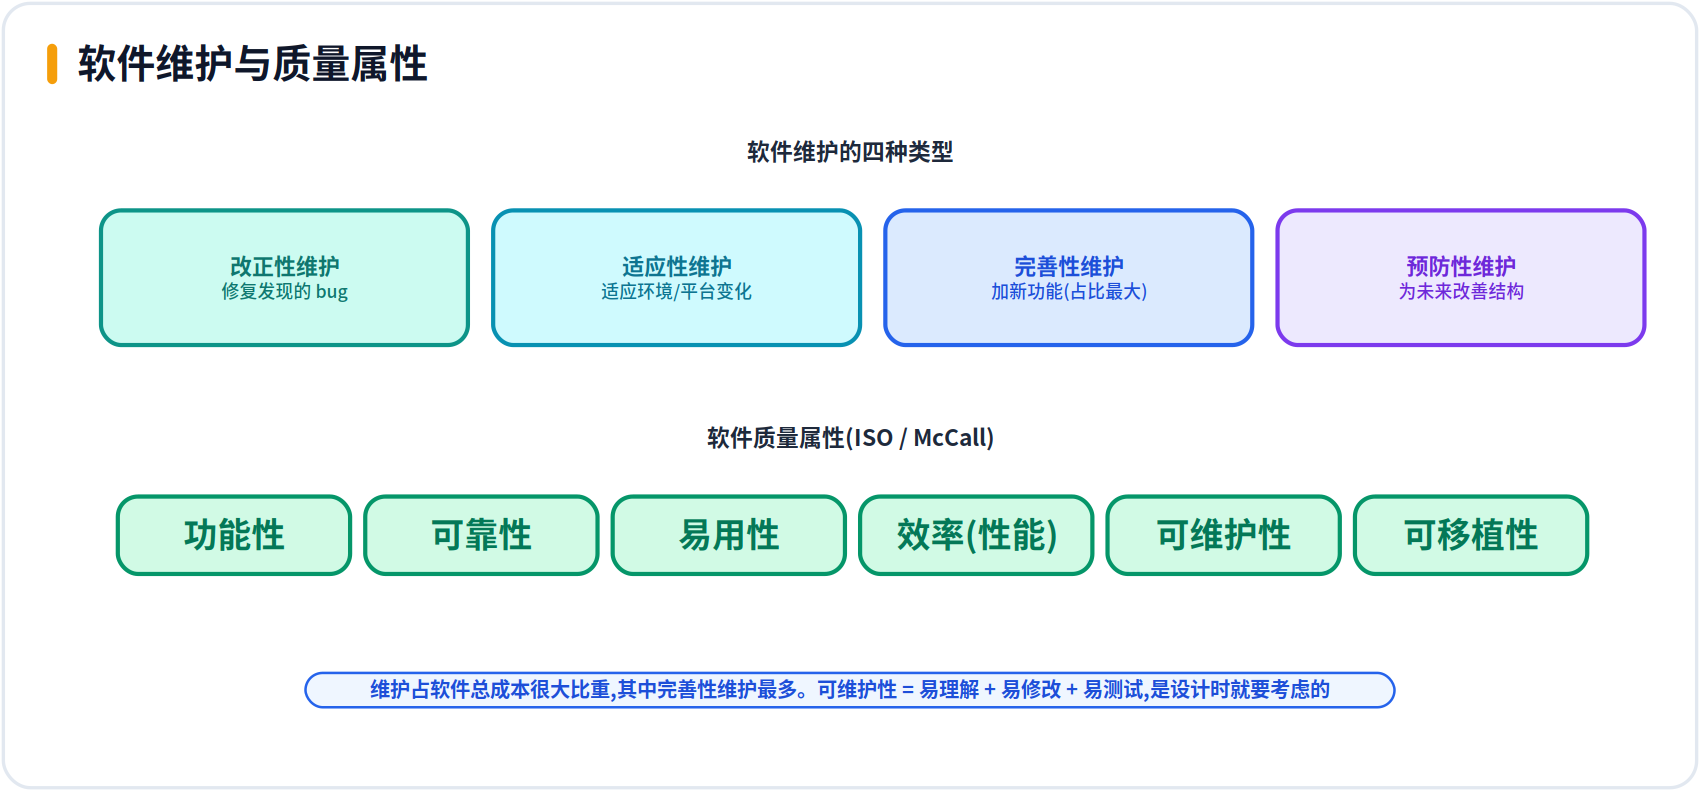 软件维护与质量属性
软件维护的四种类型
改正性维护
修复发现的 bug
适应性维护
适应环境/平台变化
完善性维护
加新功能(占比最大)
预防性维护
为未来改善结构
软件质量属性(ISO / McCall)
功能性
可靠性
易用性
效率(性能)
可维护性
可移植性
维护占软件总成本很大比重,其中完善性维护最多。可维护性 = 易理解 + 易修改 + 易测试,是设计时就要考虑的